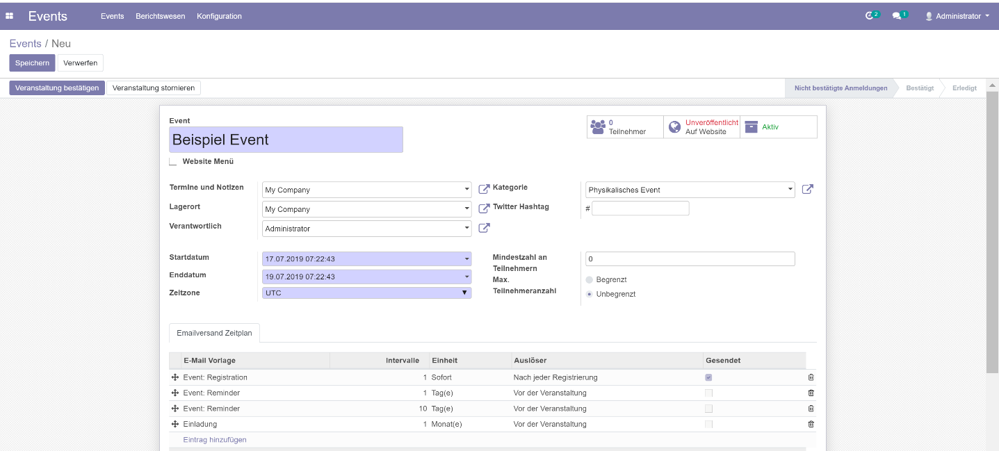 Events Events Berichtswesen Konfiguration 2 1 Administrator
Events / Neu
Speichern Verwerfen
Veranstaltung bestätigen Veranstaltung stornieren Nicht bestätigte Anmeldungen Bestätigt Erledigt
Event
0 Teilnehmer
Unveröffentlicht Auf Website
Aktiv
Beispiel Event
Website Menü
Termine und Notizen My Company
Kategorie Physikalisches Event
Lagerort My Company
Twitter Hashtag #
Verantwortlich Administrator
Startdatum 17.07.2019 07:22:43
Enddatum 19.07.2019 07:22:43
Zeitzone UTC
Mindestzahl an
Teilnehmern
0
Max.
Teilnehmeranzahl
Begrenzt
Unbegrenzt
Emailversand Zeitplan
E-Mail Vorlage Intervalle Einheit Auslöser Gesendet
Event: Registration 1 Sofort Nach jeder Registrierung
Event: Reminder 1 Tag(e) Vor der Veranstaltung
Event: Reminder 10 Tag(e) Vor der Veranstaltung
Einladung 1 Monat(e) Vor der Veranstaltung
Eintrag hinzufügen